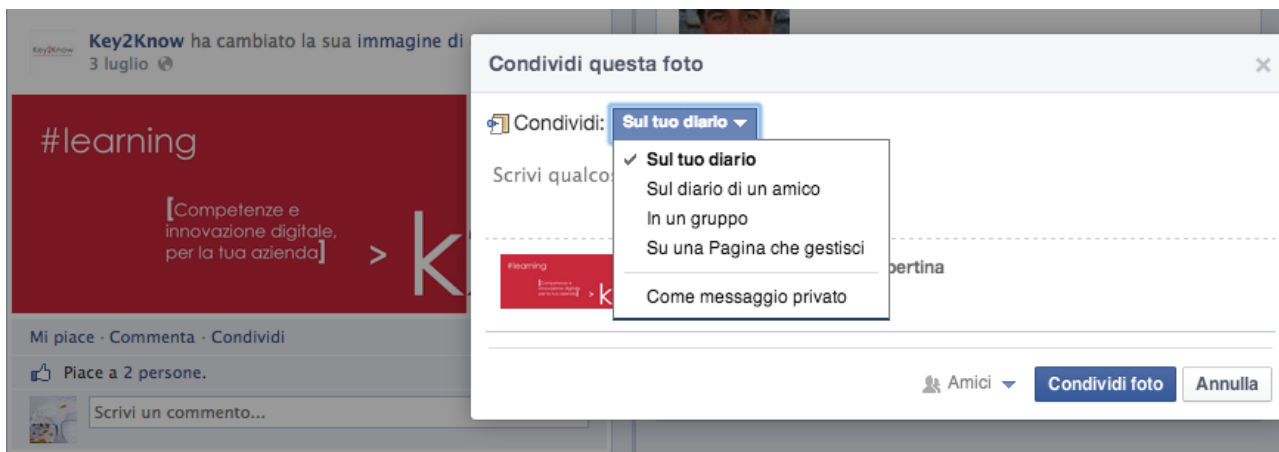 Key2Know
Key2Know ha cambiato la sua immagine di
3 luglio
#learning
[Competenze e
innovazione digitale,
per la tua azienda]
> k
Mi piace · Commenta · Condividi
Piace a 2 persone.
Scrivi un commento...
Condividi questa foto
Condividi: Sul tuo diario
Sul tuo diario
Sul diario di un amico
In un gruppo
Su una Pagina che gestisci
Come messaggio privato
Scrivi
#learning
[Competenze e
innovazione digitale,
per la tua azienda] > k
Amici
Condividi foto
Annulla